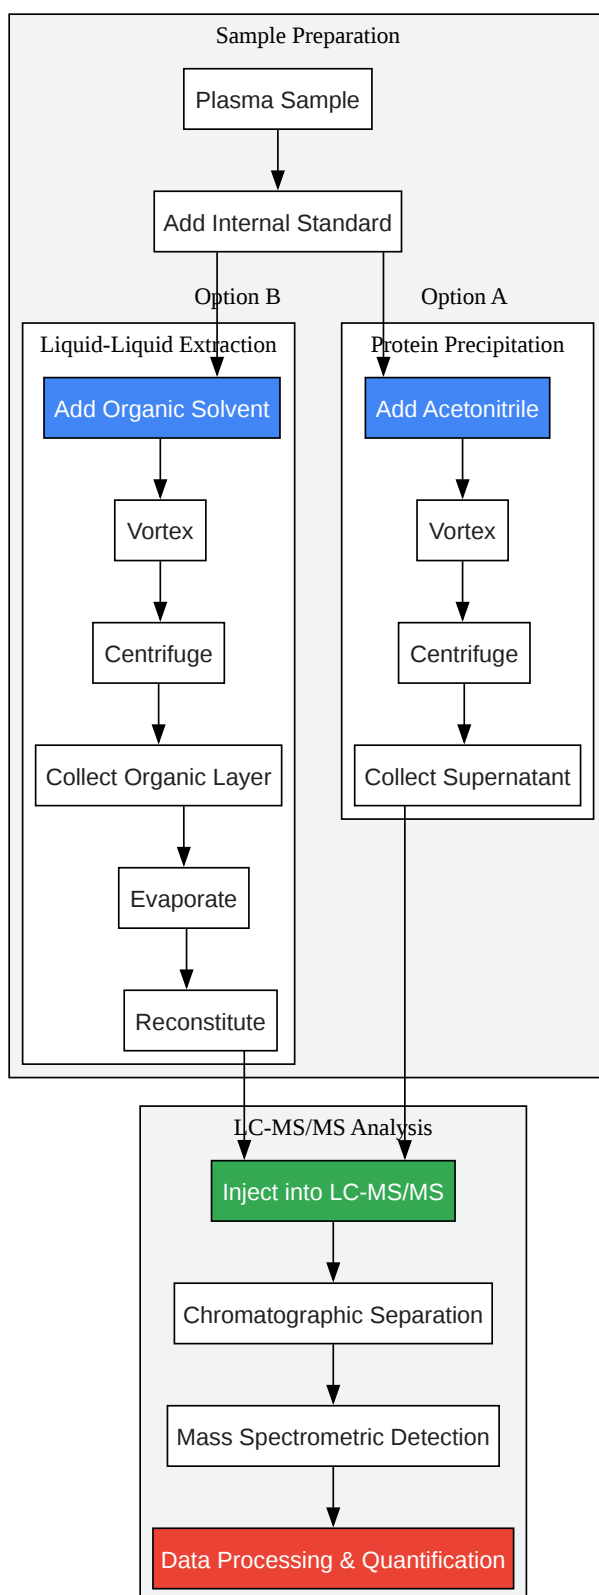 Sample Preparation
Plasma Sample
Add Internal Standard
Option B
Option A
Liquid-Liquid Extraction
Protein Precipitation
Add Organic Solvent
Add Acetonitrile
Vortex
Vortex
Centrifuge
Centrifuge
Collect Organic Layer
Collect Supernatant
Evaporate
Reconstitute
LC-MS/MS Analysis
Inject into LC-MS/MS
Chromatographic Separation
Mass Spectrometric Detection
Data Processing & Quantification